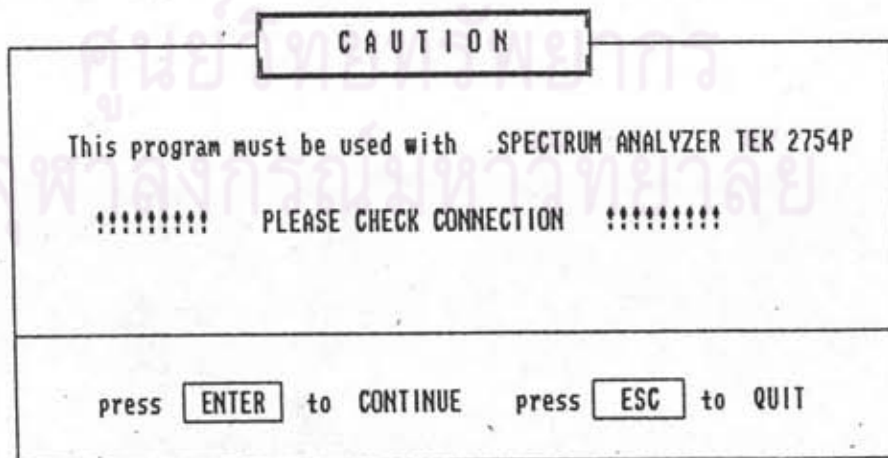 CAUTION
ศูนย์วิทยทรัพยากร
This program must be used with .SPECTRUM ANALYZER TEK 2754P
จุฬาลงกรณ์มหาวิทยาลัย
!!!!!!!!! PLEASE CHECK CONNECTION !!!!!!!!!
press ENTER to CONTINUE press ESC to QUIT